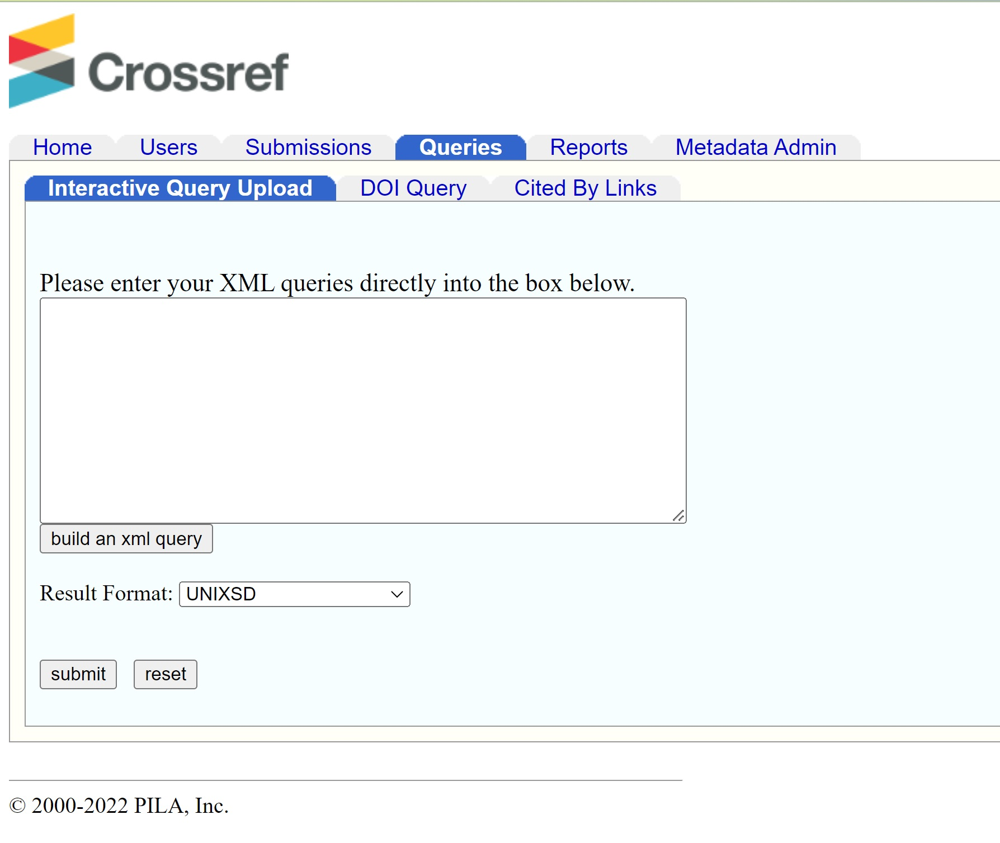 Crossref
Home Users Submissions Queries Reports Metadata Admin
Interactive Query Upload DOI Query Cited By Links
Please enter your XML queries directly into the box below.
build an xml query
Result Format: UNIXSD
submit reset
© 2000-2022 PILA, Inc.